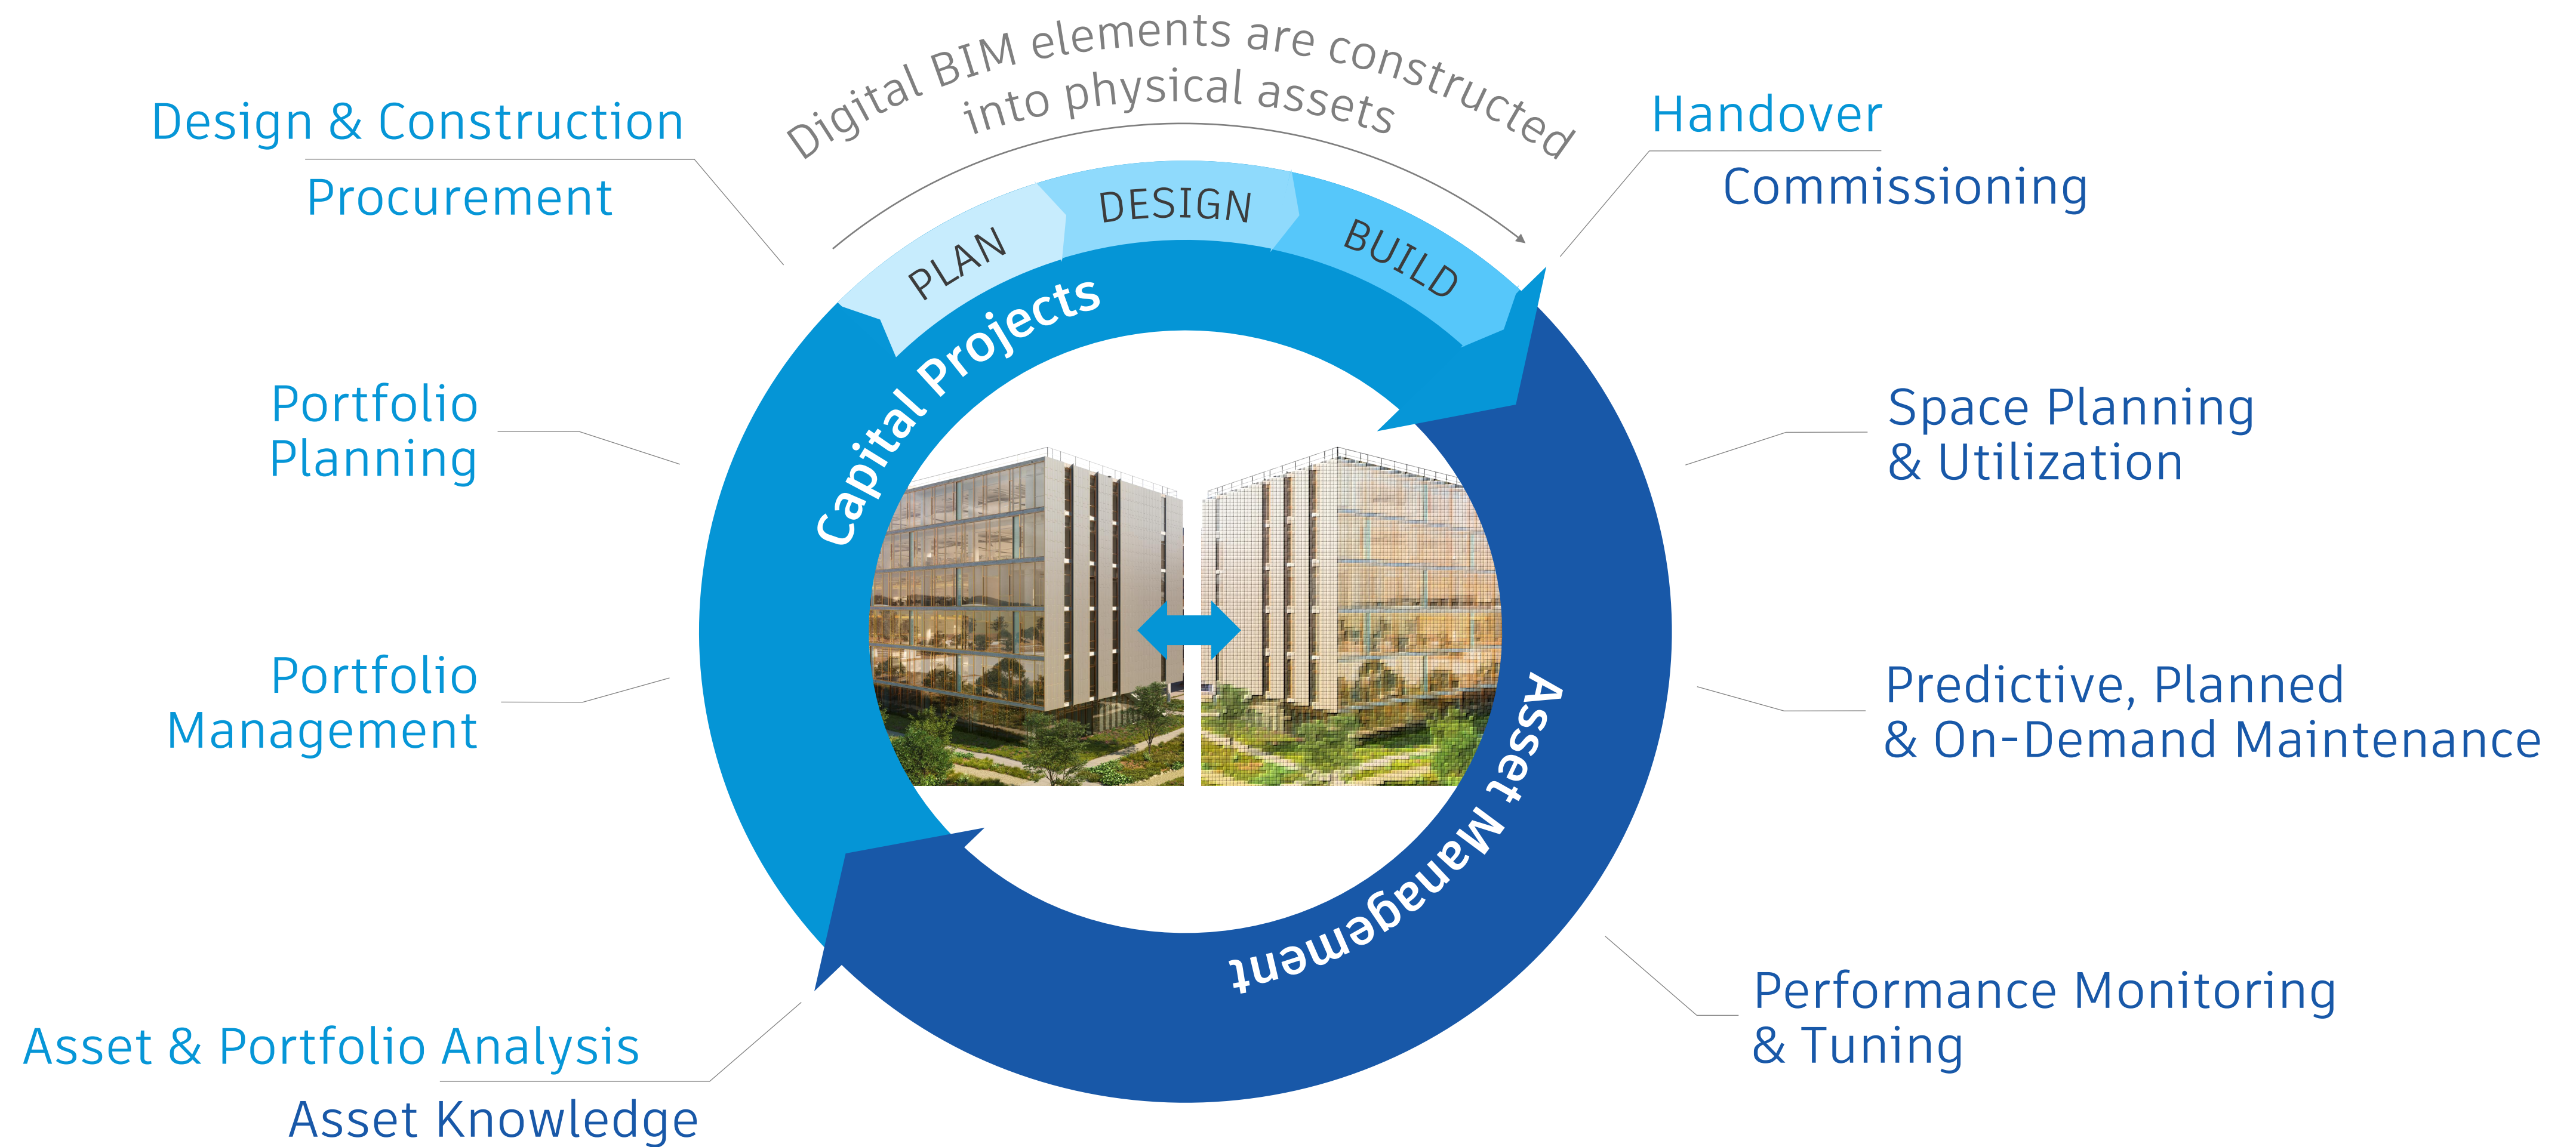 Digital BIM elements are constructed
into physical assets
Design & Construction
Procurement
Handover
Commissioning
PLAN
DESIGN
BUILD
Capital Projects
Portfolio
Planning
Space Planning
& Utilization
Portfolio
Management
Predictive, Planned
& On-Demand Maintenance
Asset Management
Performance Monitoring
& Tuning
Asset & Portfolio Analysis
Asset Knowledge